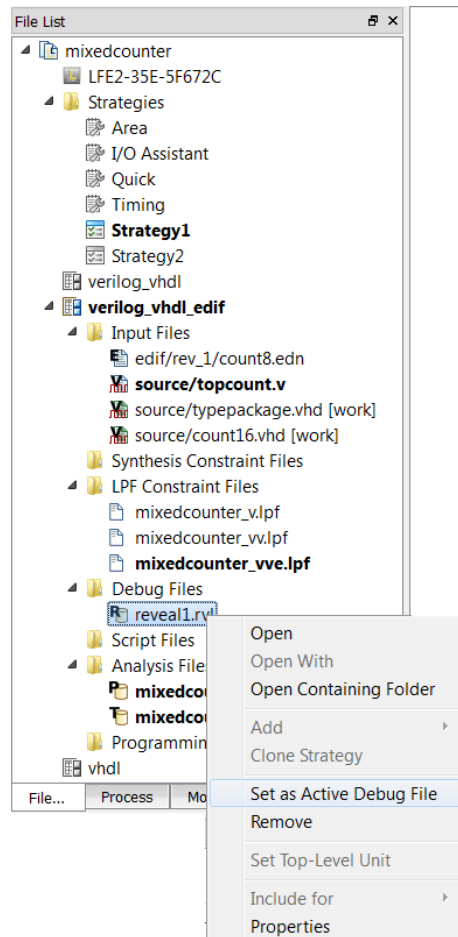 File List
mixedcounter
LFE2-35E-5F672C
Strategies
Area
I/O Assistant
Quick
Timing
Strategy1
Strategy2
verilog_vhdl
verilog_vhdl_edif
Input Files
edif/rev_1/count8.edn
source/topcount.v
source/typepackage.vhd [work]
source/count16.vhd [work]
Synthesis Constraint Files
LPF Constraint Files
mixedcounter_v.lpf
mixedcounter_vv.lpf
mixedcounter_vve.lpf
Debug Files
reveal1.rvl
Script Files
Analysis File
mixedcou
mixedcou
Programmin
vhdl
File... Process Mo
Open
Open With
Open Containing Folder
Add
Clone Strategy
Set as Active Debug File
Remove
Set Top-Level Unit
Include for
Properties